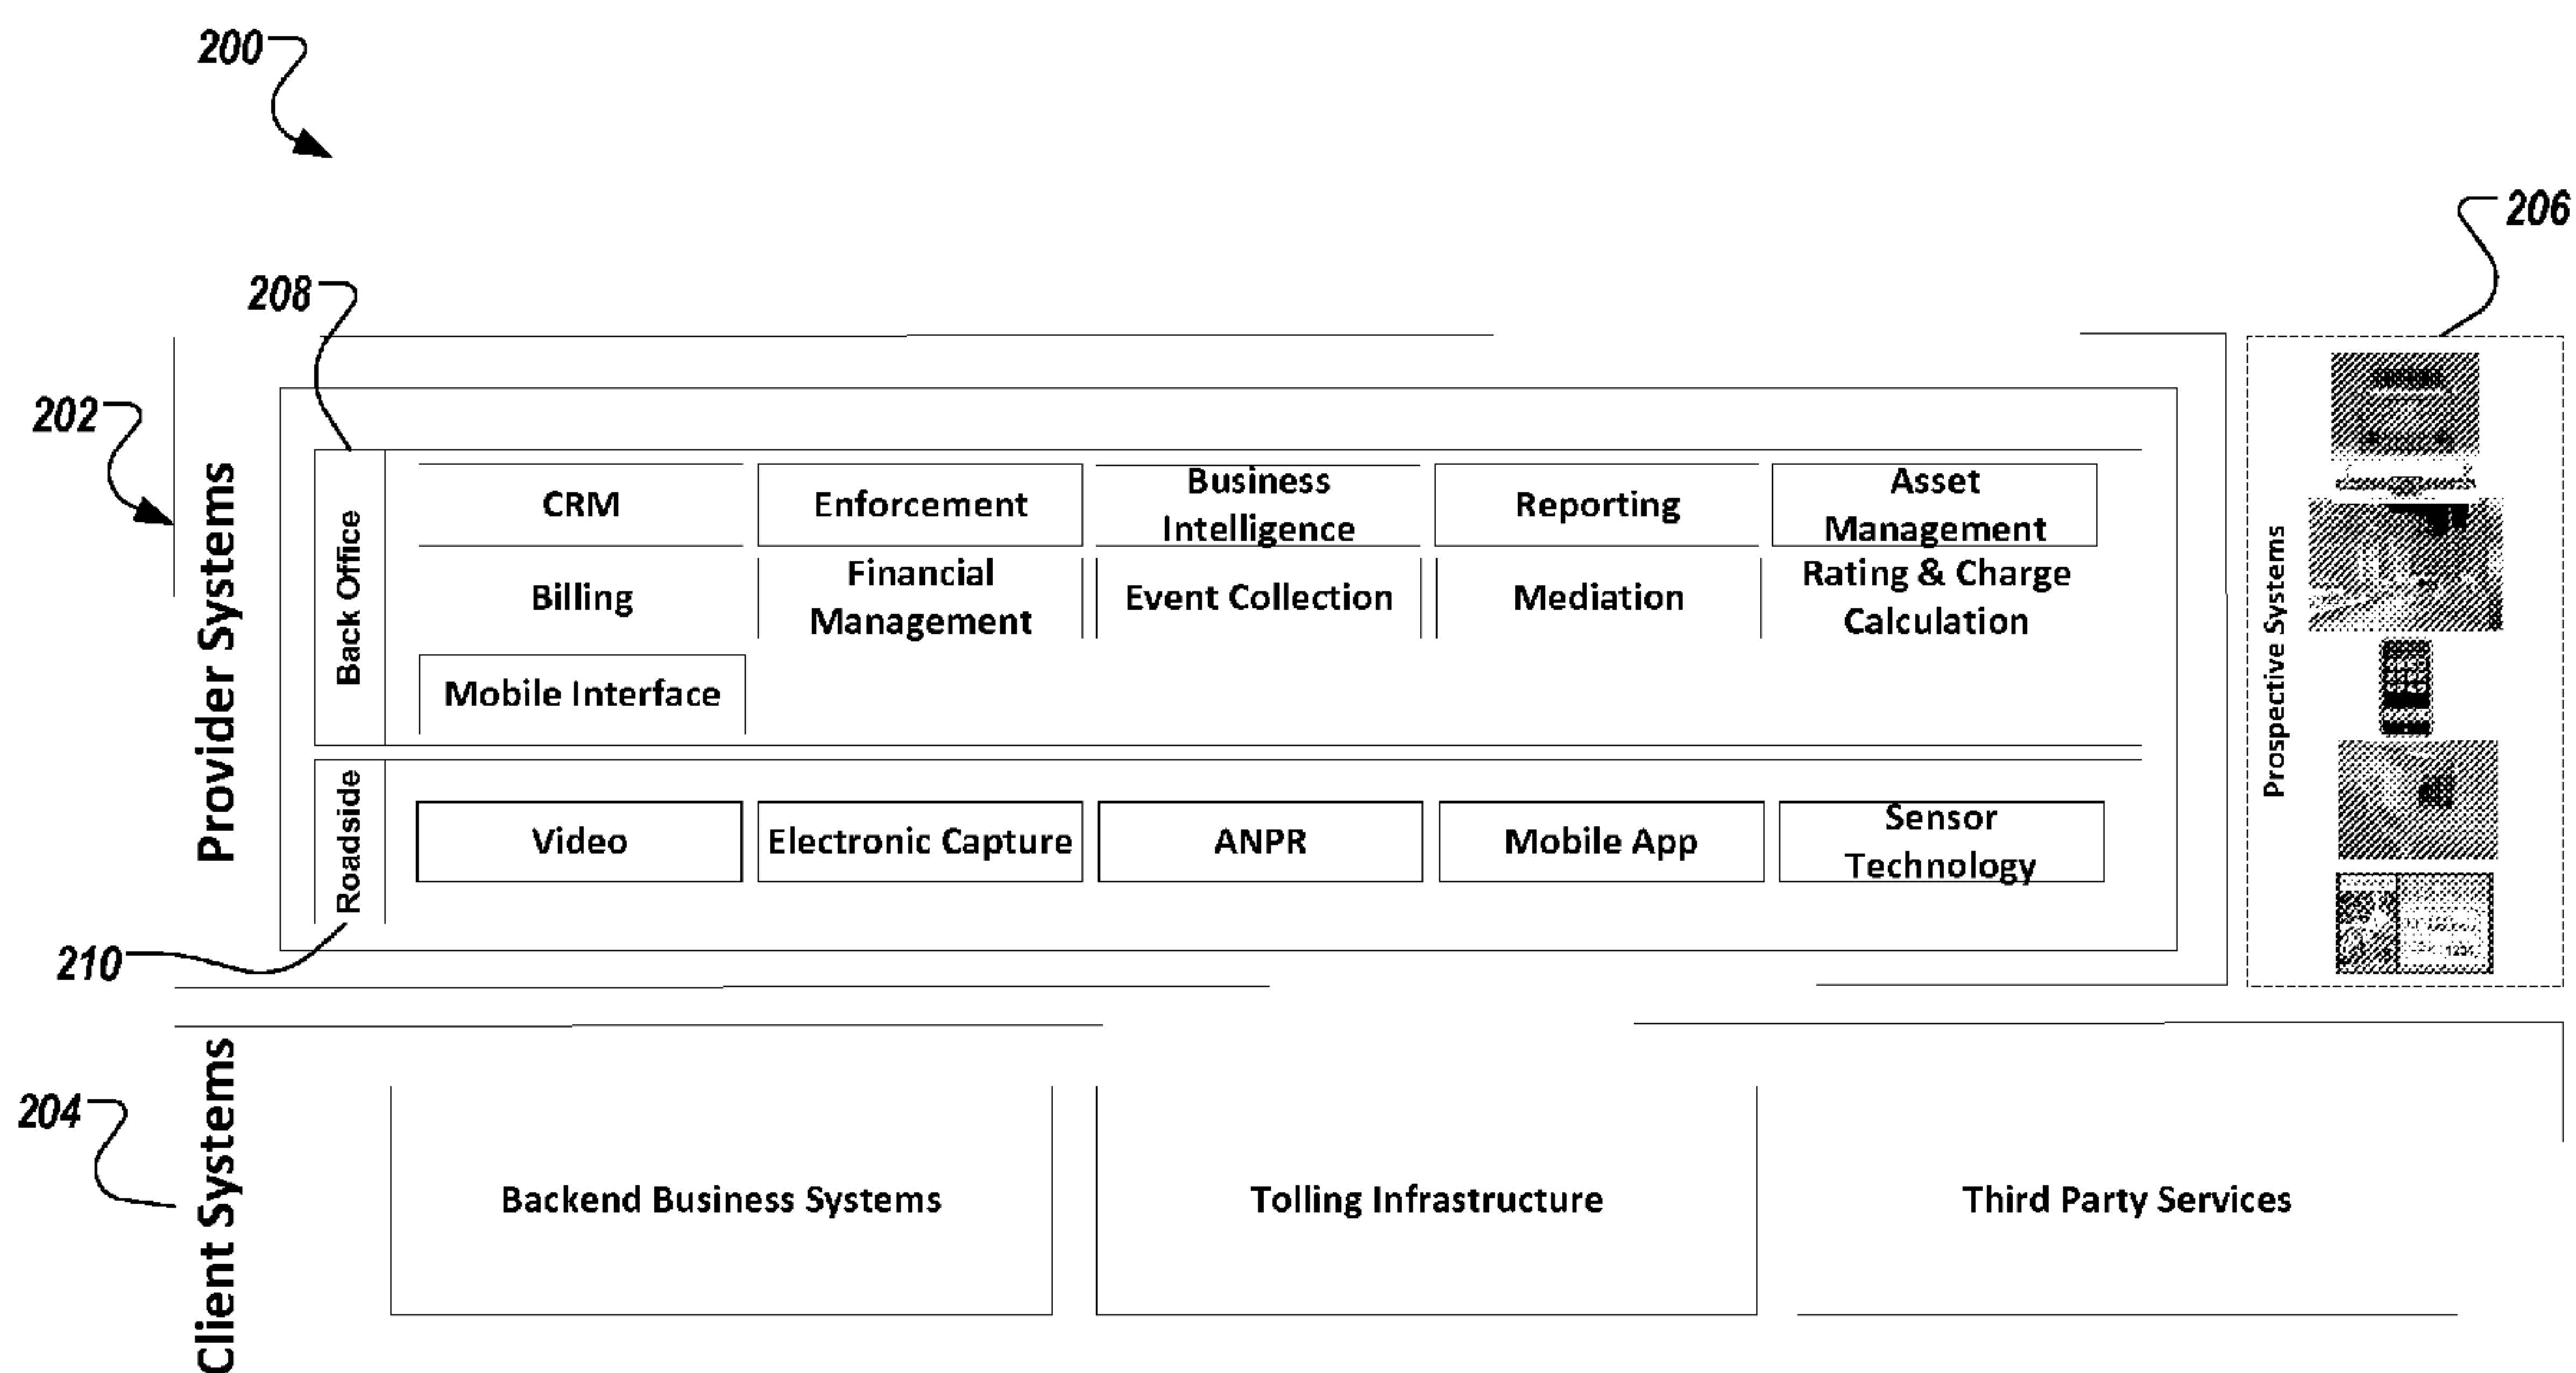 200
206
208
202
Provider Systems
Back Office
CRM
Enforcement
Business
Intelligence
Reporting
Asset
Management
Billing
Financial
Management
Event Collection
Mediation
Rating & Charge
Calculation
Mobile Interface
Roadside
Video
Electronic Capture
ANPR
Mobile App
Sensor
Technology
210
Prospective Systems
204
Client Systems
Backend Business Systems
Tolling Infrastructure
Third Party Services